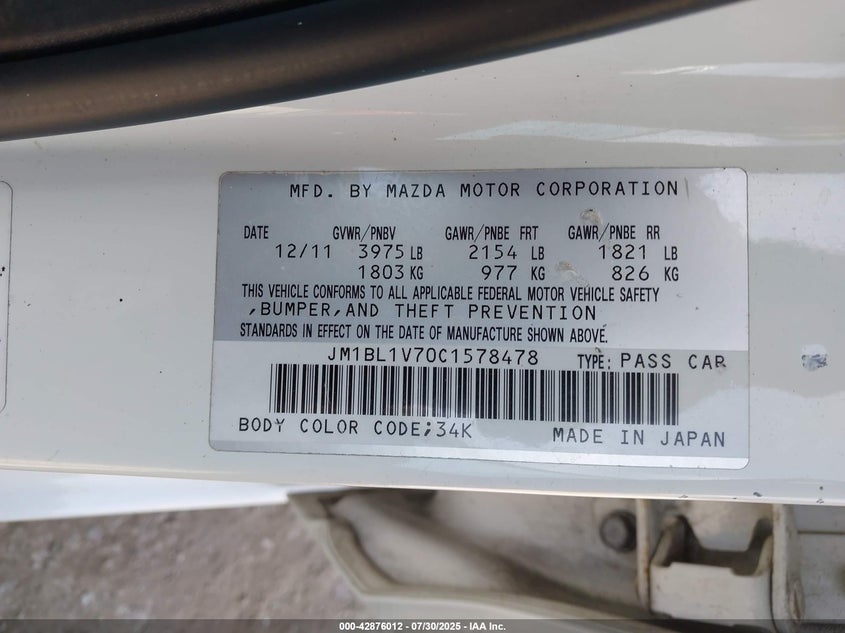 MFD. BY MAZDA MOTOR CORPORATION
DATE GVWR/PNBV GAWR/PNBE FRT GAWR/PNBE RR
12/11 3975 LB 2154 LB 1821 LB
1803 KG 977 KG 826 KG
THIS VEHICLE CONFORMS TO ALL APPLICABLE FEDERAL MOTOR VEHICLE SAFETY
,BUMPER,AND THEFT PREVENTION
STANDARDS IN EFFECT ON THE DATE OF MANUFACTURE SHOWN ABOVE.
JM1BL1V70C1578478 TYPE: PASS CAR
BODY COLOR CODE;34K MADE IN JAPAN
000-42876012 - 07/30/2025 - IAA Inc.